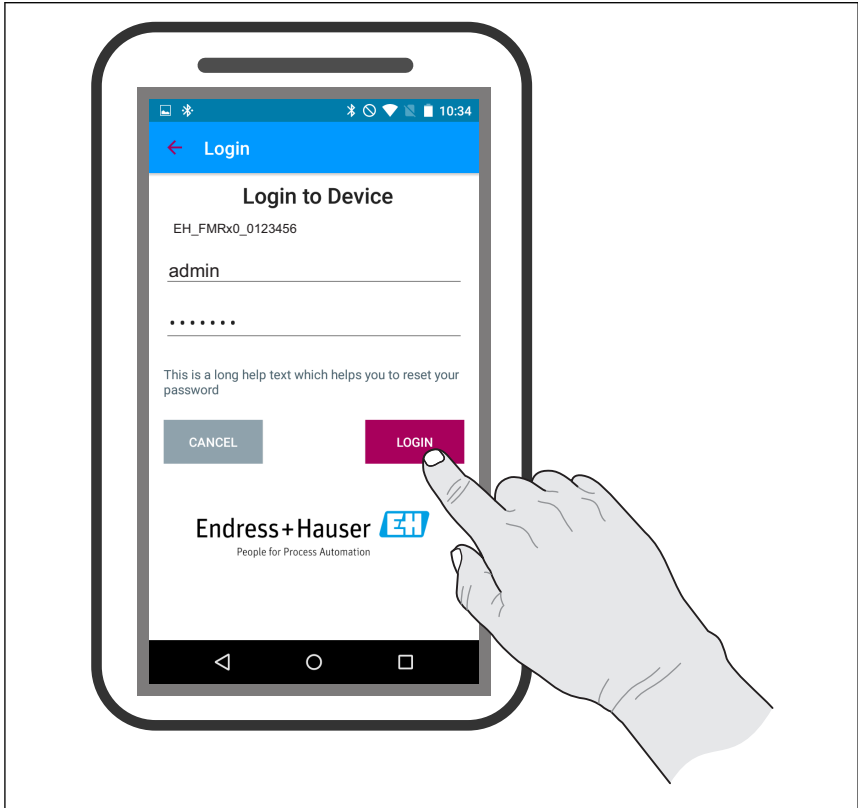 10:34
Login
Login to Device
EH_FMRx0_0123456
admin
•••••••
This is a long help text which helps you to reset your
password
CANCEL
LOGIN
Endress+Hauser EH
People for Process Automation